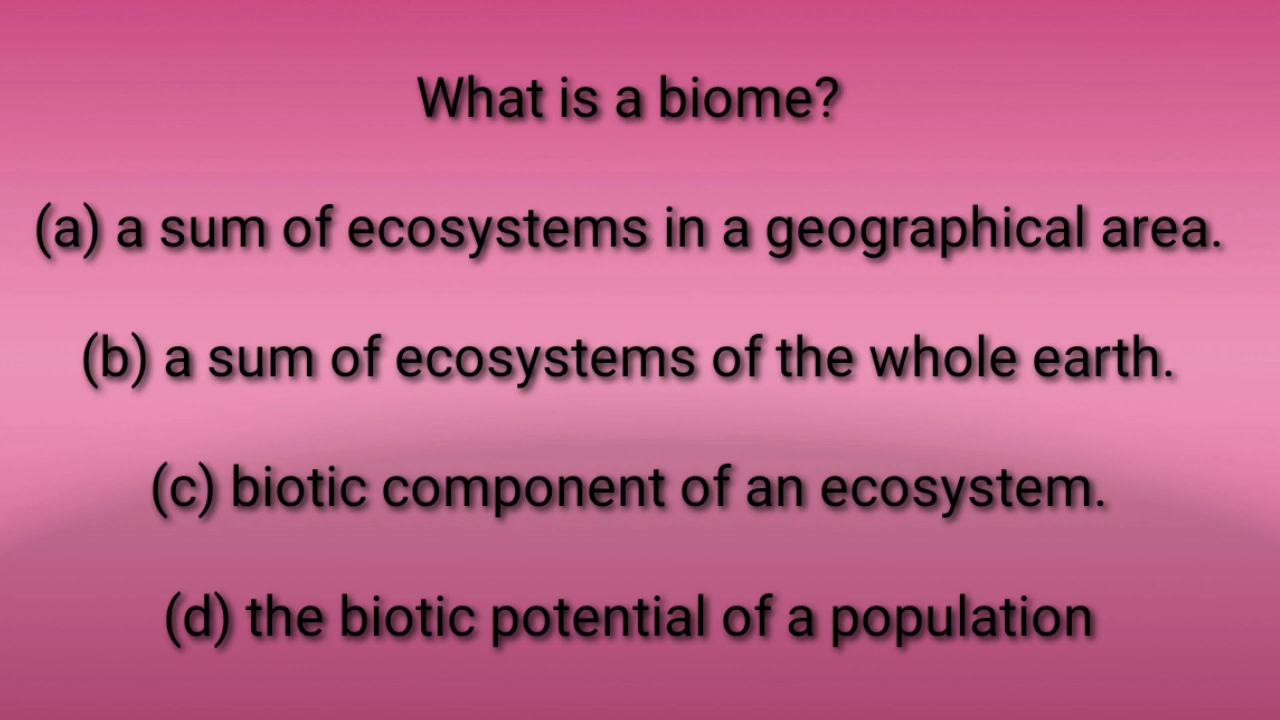 What is a biome?
(a) a sum of ecosystems in a geographical area.
(b) a sum of ecosystems of the whole earth.
(c) biotic component of an ecosystem.
(d) the biotic potential of a population